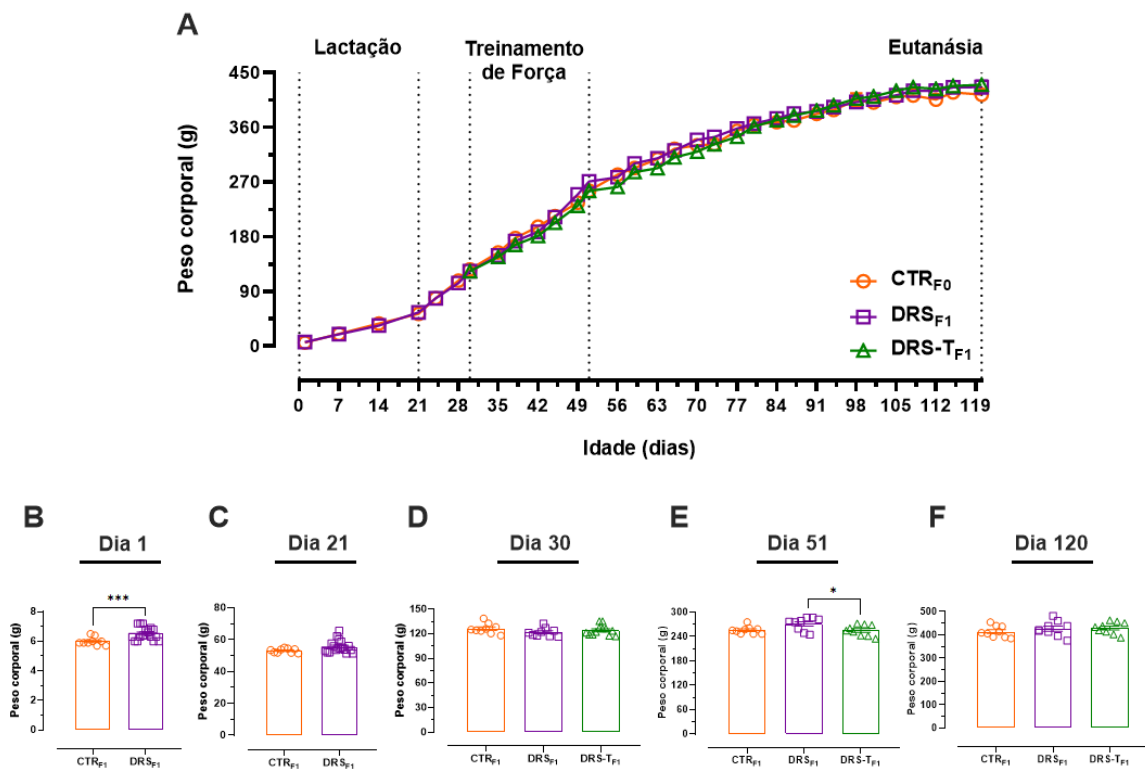 A
Lactação
Treinamento
de Força
Eutanásia
450
360
270
180
90
0
Peso corporal (g)
CTRF0
DRSF1
DRS-TF1
0 7 14 21 28 35 42 49 56 63 70 77 84 91 98 105 112 119
Idade (dias)
B
Dia 1
***
8
6
4
2
0
Peso corporal (g)
CTRF1 DRSF1
C
Dia 21
80
60
40
20
0
Peso corporal (g)
CTRF1 DRSF1
D
Dia 30
150
120
90
60
30
0
Peso corporal (g)
CTRF1 DRSF1 DRS-TF1
E
Dia 51
*
300
240
180
120
60
0
Peso corporal (g)
CTRF1 DRSF1 DRS-TF1
F
Dia 120
500
400
300
200
100
0
Peso corporal (g)
CTRF1 DRSF1 DRS-TF1